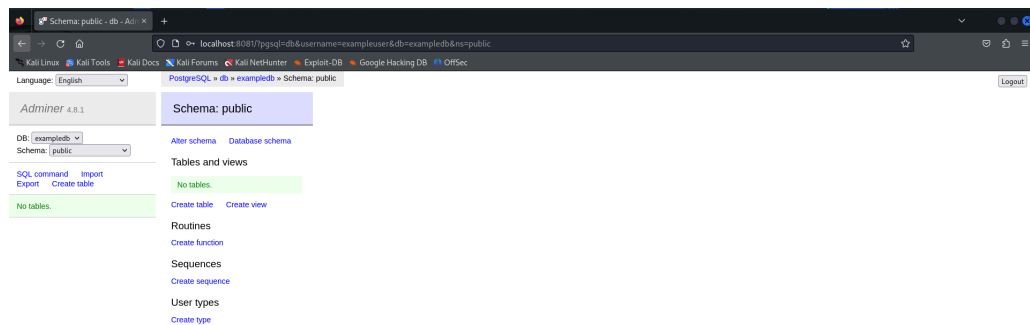 Schema: public - db - Adm ×
localhost:8081/?pgsql=db&username=exampleuser&db=exampledb&ns=public
Kali Linux Kali Tools Kali Docs Kali Forums Kali NetHunter Exploit-DB Google Hacking DB OffSec
Language: English
PostgreSQL » db » exampledb » Schema: public
Logout
Adminer 4.8.1
Schema: public
DB: exampledb
Schema: public
SQL command Import
Export Create table
No tables.
Alter schema Database schema
Tables and views
No tables.
Create table Create view
Routines
Create function
Sequences
Create sequence
User types
Create type